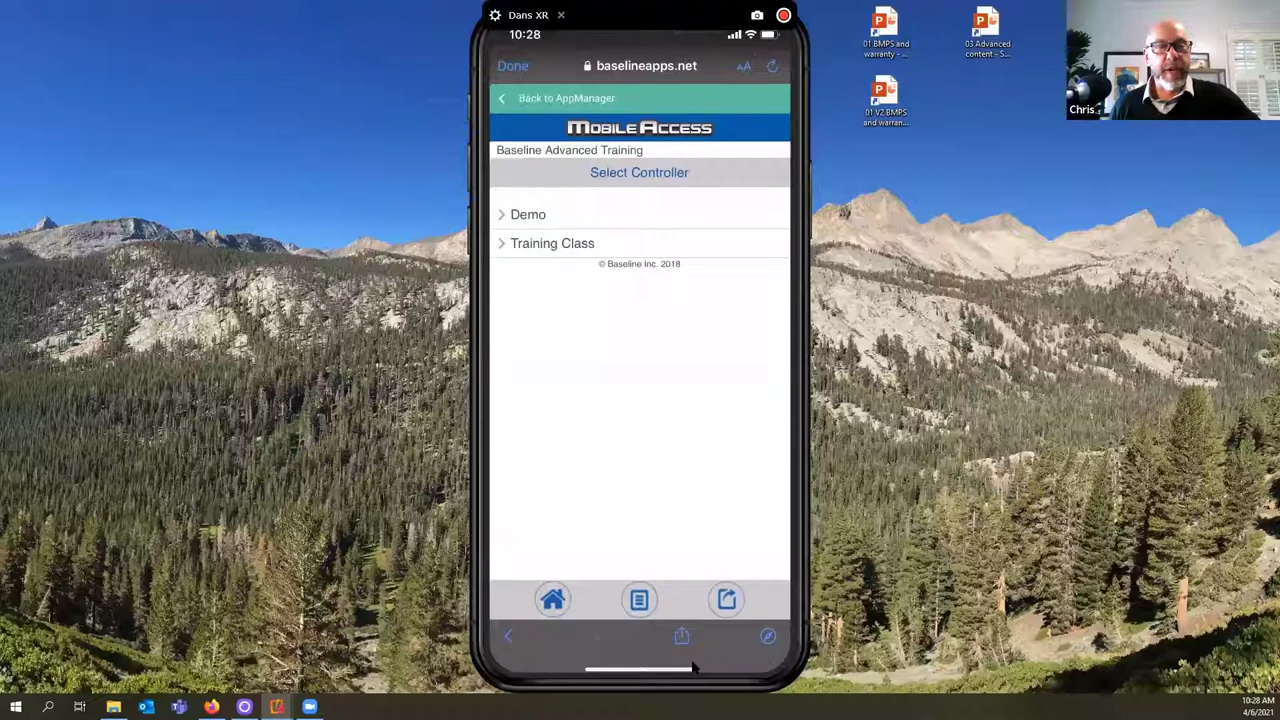 Dans XR
10:28
Done
baselineapps.net
AA
Back to AppManager
MOBILEACCESS
Baseline Advanced Training
Select Controller
Demo
Training Class
© Baseline Inc. 2018
01 BMPS and
warranty - ...
03 Advanced
content - S...
01 V2 BMPS
and warran...
Chris
10:28 AM
4/6/2021